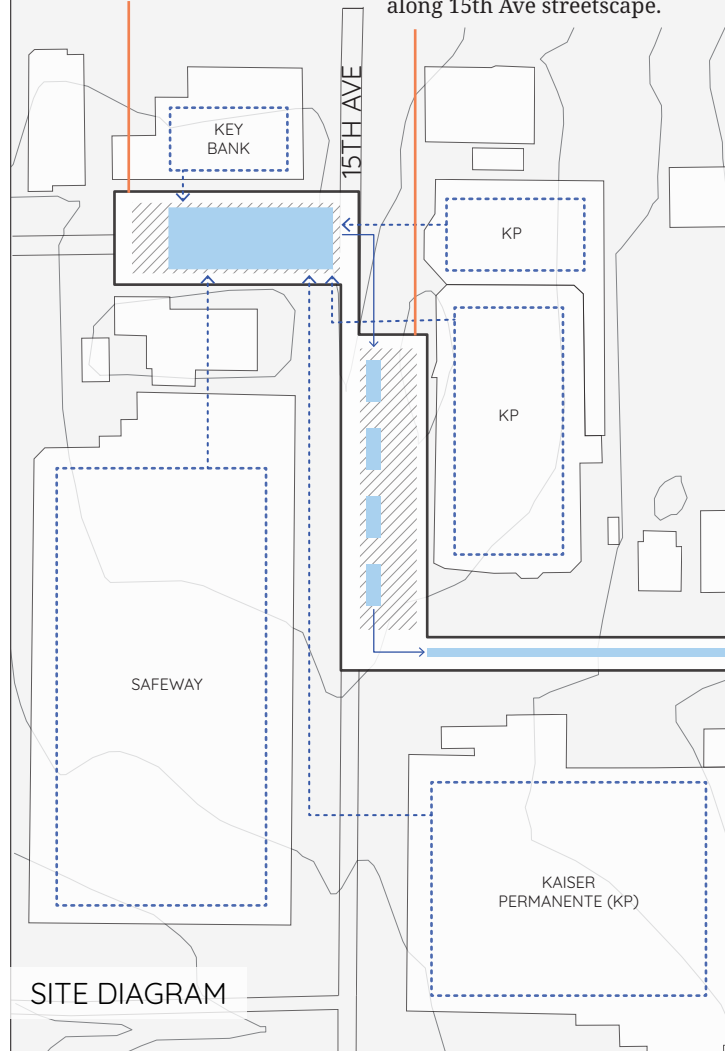 along 15th Ave streetscape.
15TH AVE
KEY
BANK
KP
KP
SAFEWAY
KAISER
PERMANENTE (KP)
SITE DIAGRAM